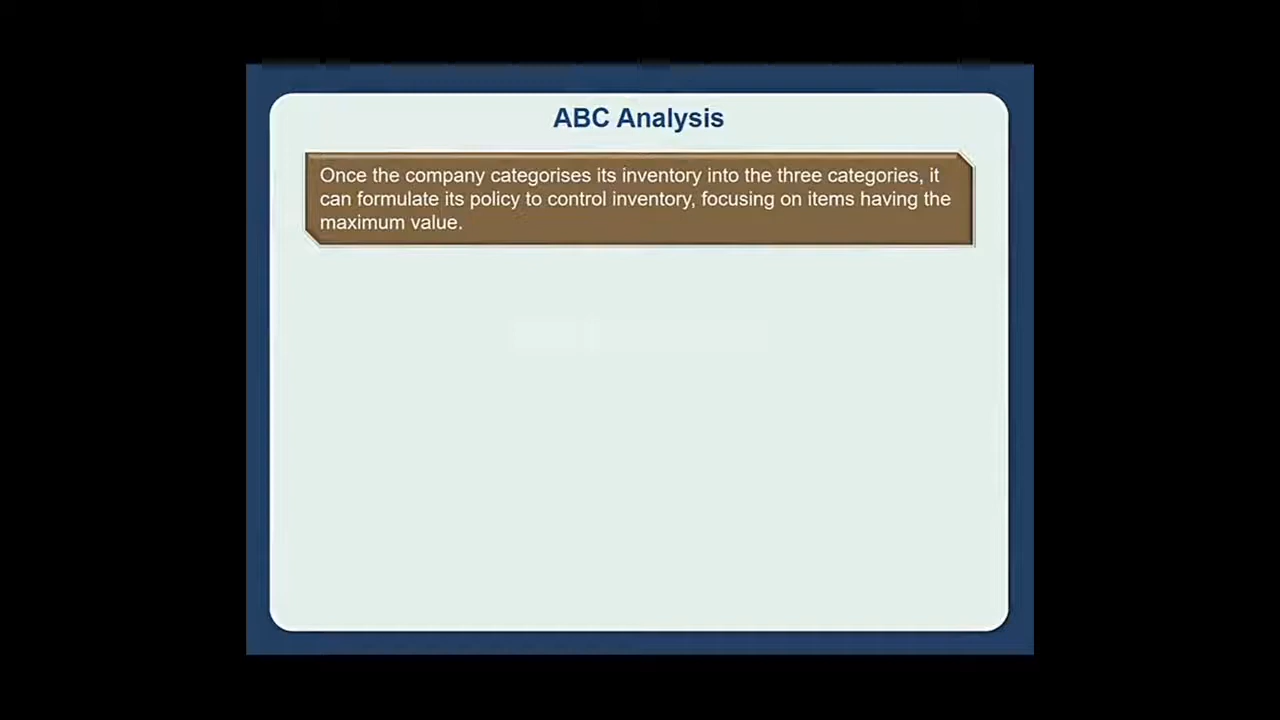 ABC Analysis
Once the company categorises its inventory into the three categories, it
can formulate its policy to control inventory, focusing on items having the
maximum value.